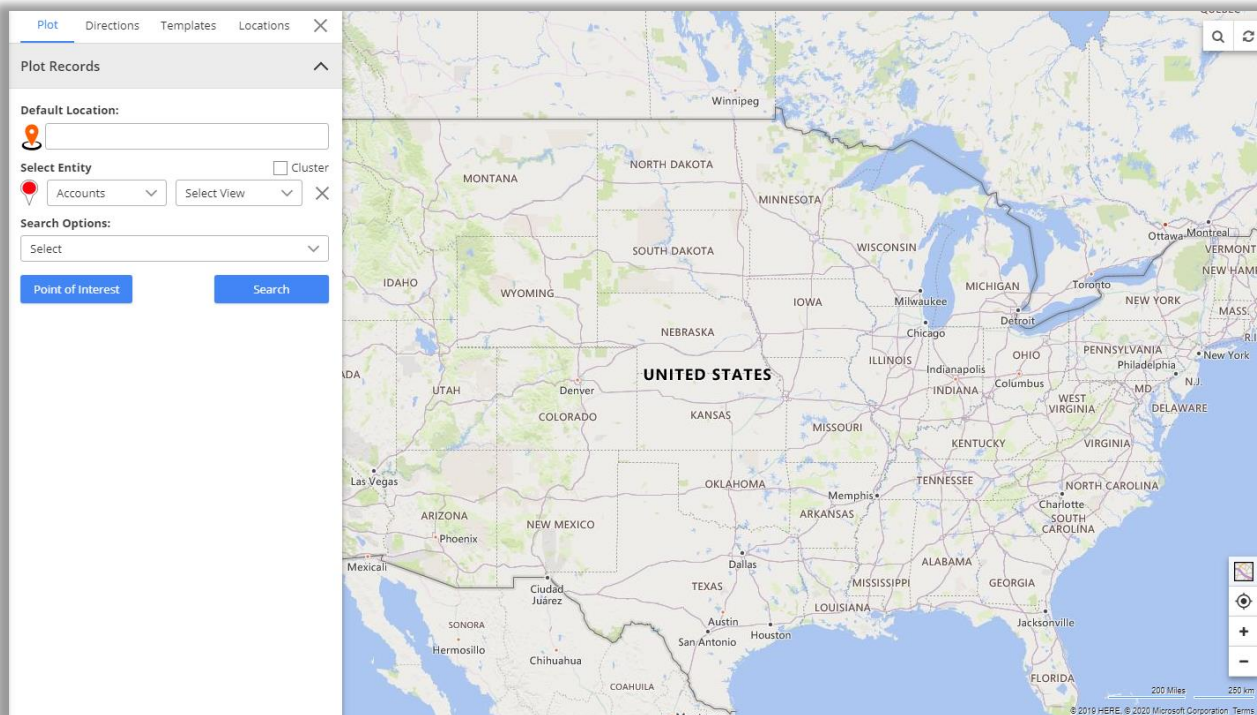 Plot Directions Templates Locations
Plot Records
Default Location:
Select Entity Cluster
Accounts Select View
Search Options:
Select
Point of Interest Search
Winnipeg
NORTH DAKOTA
MONTANA
MINNESOTA
Ottawa Montreal
VERMONT
WISCONSIN
SOUTH DAKOTA
NEW HAM
IDAHO
MICHIGAN
Toronto
WYOMING
IOWA
Milwaukee
NEW YORK
MASS.
Detroit
Chicago
NEBRASKA
R.I
PENNSYLVANIA
New York
OHIO
ILLINOIS
Philadelphia
Indianapolis
UNITED STATES
ADA
N.J.
UTAH
Denver
INDIANA
Columbus
MD.
WEST
VIRGINIA
DELAWARE
COLORADO
KANSAS
MISSOURI
KENTUCKY
VIRGINIA
Las Vegas
OKLAHOMA
TENNESSEE
NORTH CAROLINA
Memphis
Charlotte
ARIZONA
ARKANSAS
SOUTH
CAROLINA
NEW MEXICO
Phoenix
Mexicali
Dallas
ALABAMA
MISSISSIPPI
GEORGIA
TEXAS
Ciudad
Juárez
LOUISIANA
Austin
Jacksonville
SONORA
San Antonio
Houston
Hermosillo
Chihuahua
FLORIDA
COAHUILA
200 Miles 250 km
© 2019 HERE, © 2020 Microsoft Corporation Terms